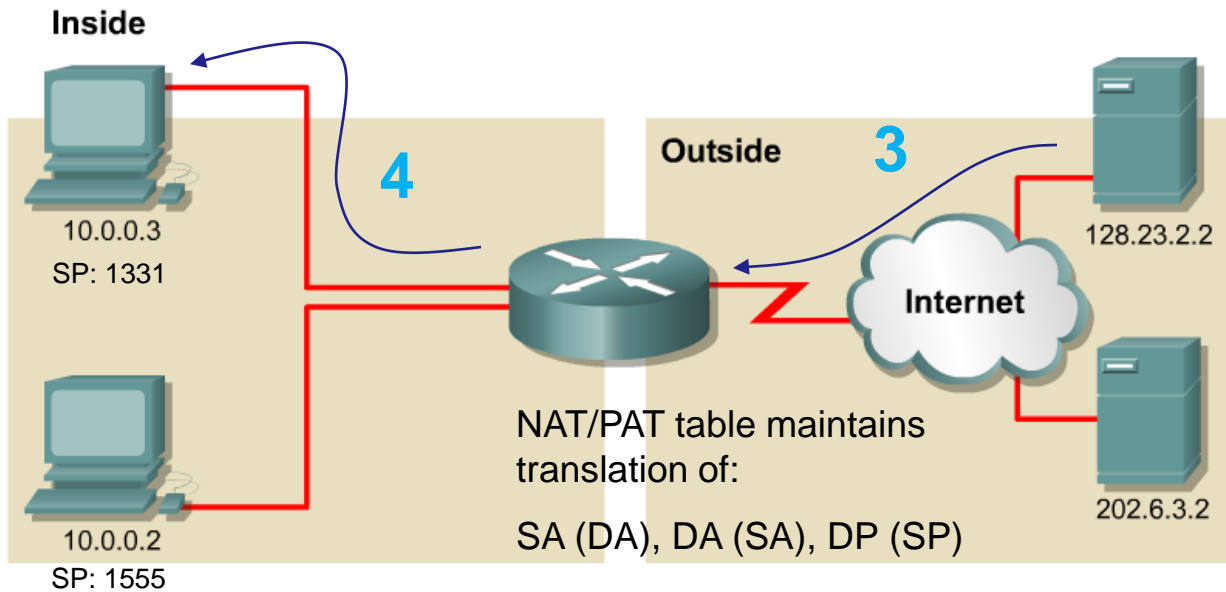 Inside
10.0.0.3
SP: 1331
4
Outside
3
128.23.2.2
Internet
10.0.0.2
SP: 1555
NAT/PAT table maintains
translation of:
SA (DA), DA (SA), DP (SP)
202.6.3.2